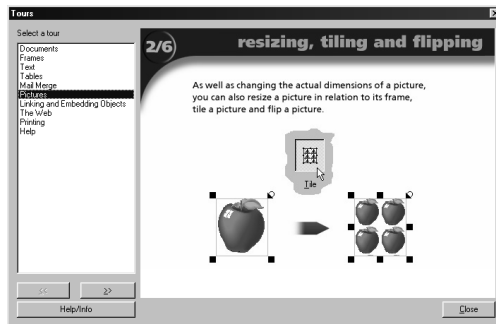 Tours
Select a tour
Documents
Frames
Text
Tables
Mail Merge
Pictures
Linking and Embedding Objects
The Web
Printing
Help
<<
>>
Help/Info
2/6
resizing, tiling and flipping
As well as changing the actual dimensions of a picture,
you can also resize a picture in relation to its frame,
tile a picture and flip a picture.
Tile
Close